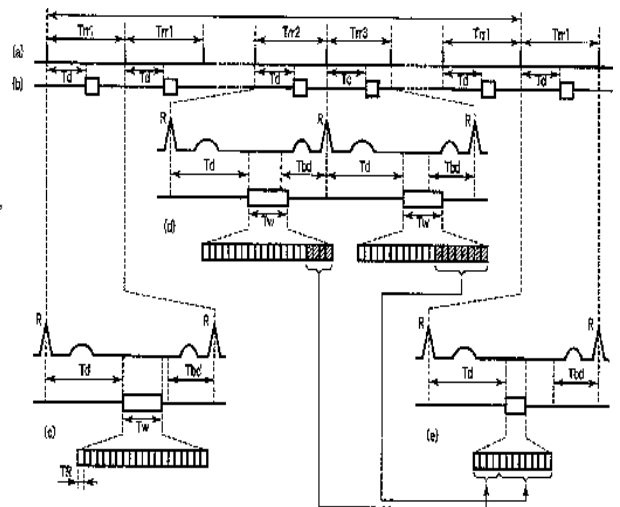 Trr1 Trr1 Trr2 Trr3 Trr1 Trr1
(a)
Td Td Td Td Td Td
(b)
R R R
Td Tbd Td Tbd
Tw Tw
(d)
R R R R
Td Tbd Td Tbd
Tw
(c) (e)
TR